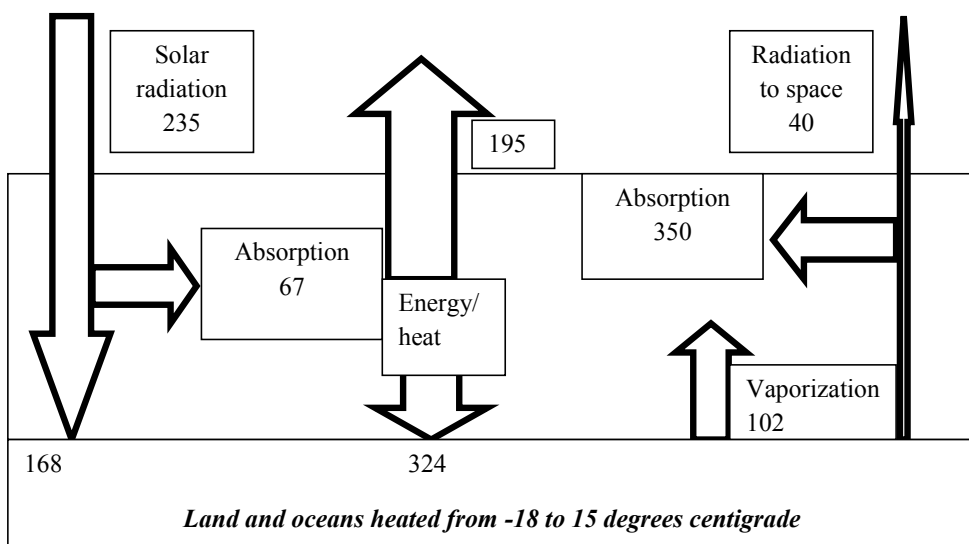 Solar
radiation
235
195
Radiation
to space
40
Absorption
67
Energy/
heat
Absorption
350
Vaporization
102
168
324
Land and oceans heated from -18 to 15 degrees centigrade